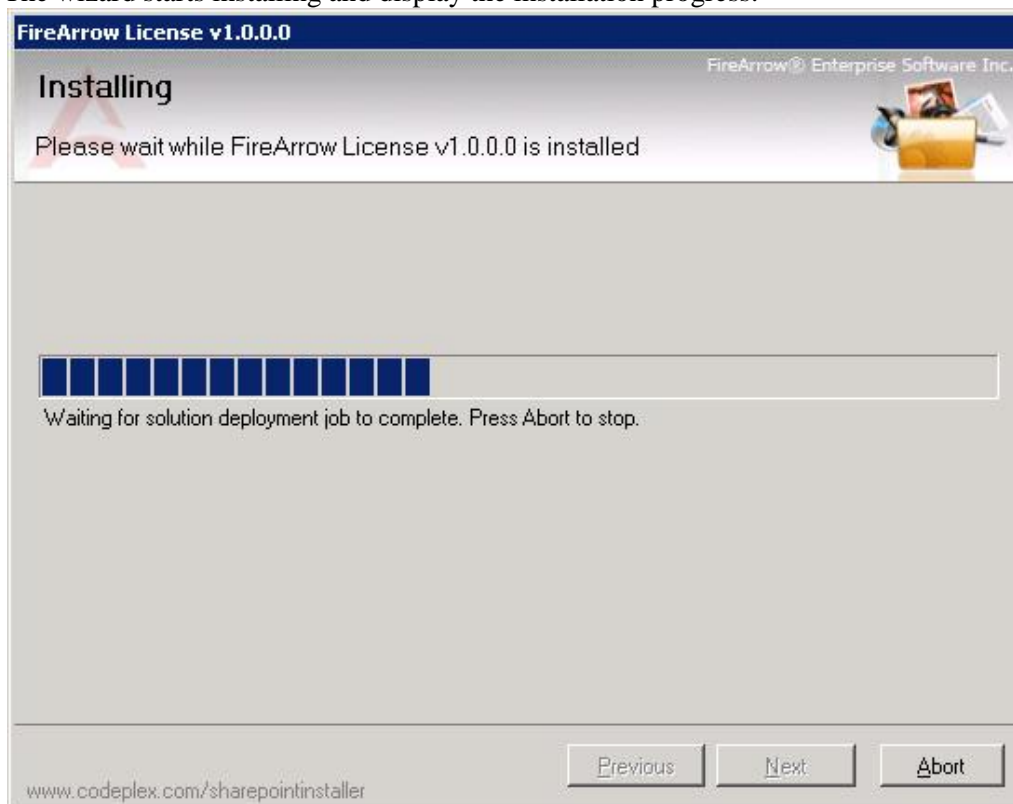 The wizard starts installing and display the installation progress.
FireArrow License v1.0.0.0
FireArrow® Enterprise Software Inc.
Installing
Please wait while FireArrow License v1.0.0.0 is installed
Waiting for solution deployment job to complete. Press Abort to stop.
Previous Next Abort
www.codeplex.com/sharepointinstaller